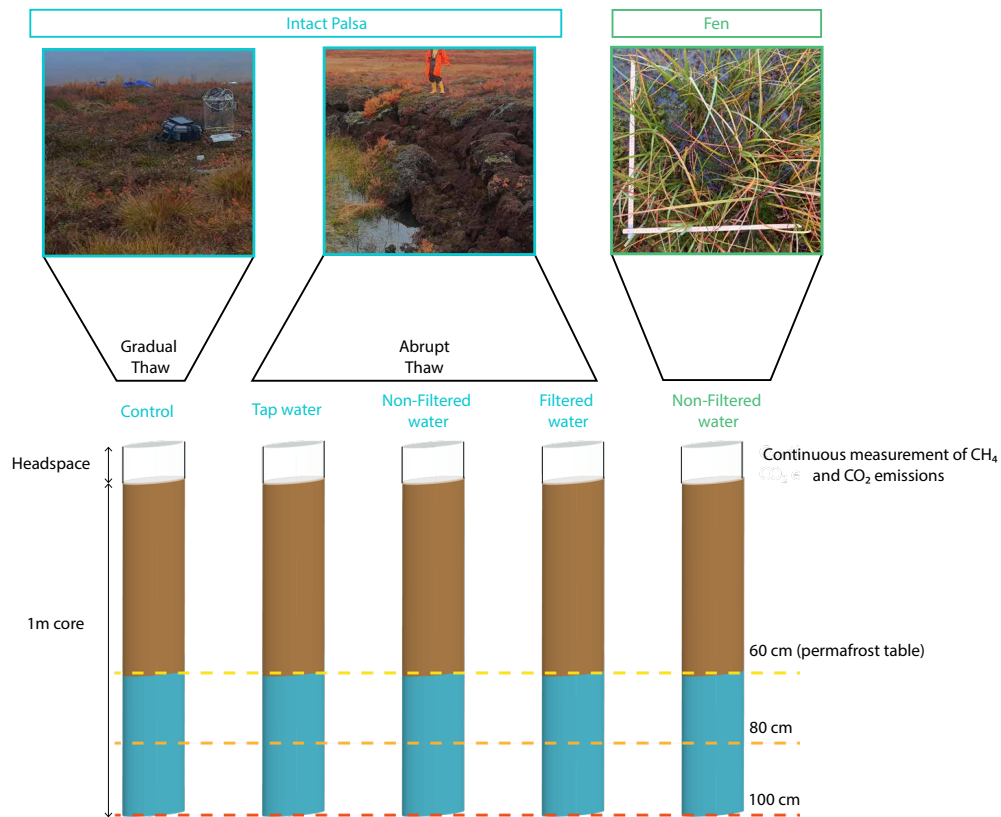 Intact Palsa
Fen
Gradual
Thaw
Abrupt
Thaw
Control
Tap water
Non-Filtered
water
Filtered
water
Non-Filtered
water
Headspace
Continuous measurement of CH₄
and CO₂ emissions
1m core
60 cm (permafrost table)
80 cm
100 cm